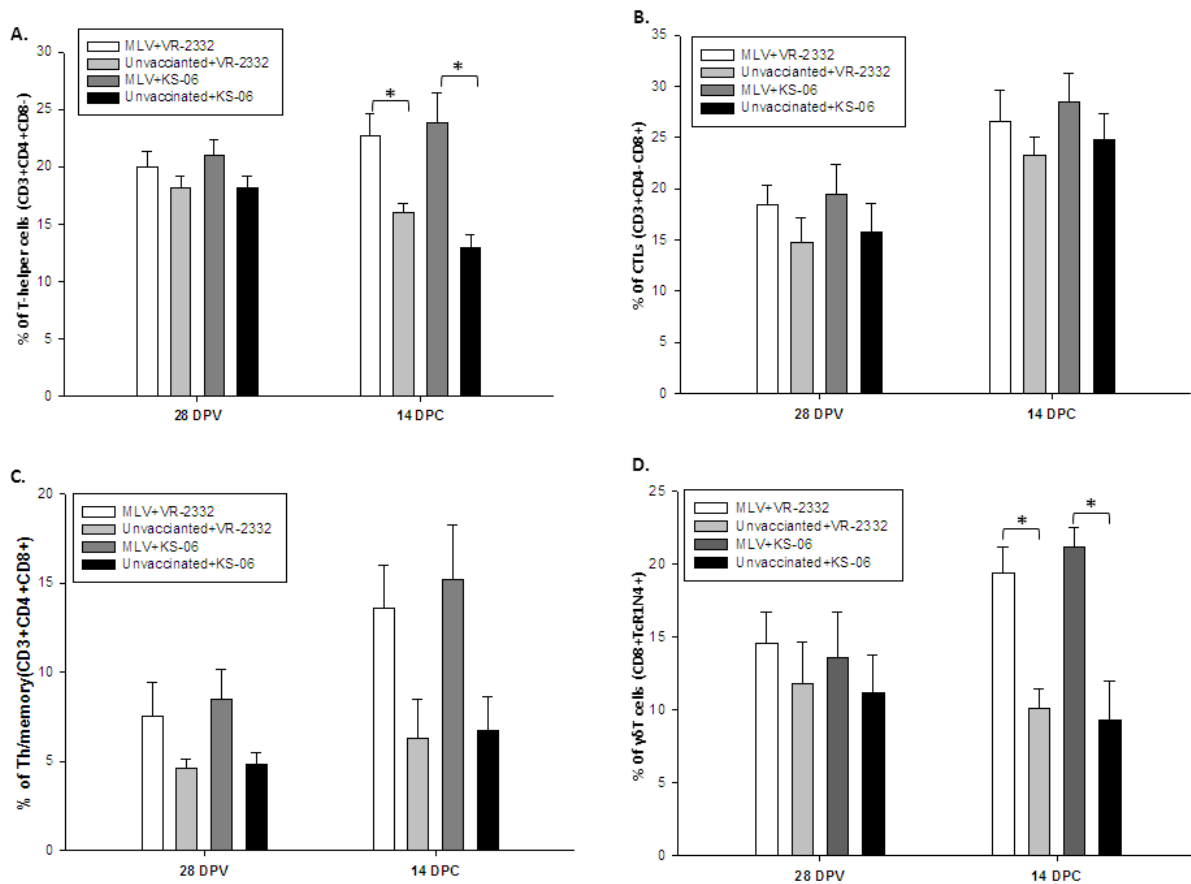 A.
MLV+VR-2332
Unvaccianted+VR-2332
MLV+KS-06
Unvaccinated+KS-06
% Of T-helper cells (CD3+CD4+CD8-)
30
25
20
15
10
5
0
*
*
28 DPV
14 DPC
B.
MLV+VR-2332
Unvaccianted+VR-2332
MLV+KS-06
Unvaccinated+KS-06
% Of CTLs (CD3+CD4-CD8+)
35
30
25
20
15
10
5
0
28 DPV
14 DPC
C.
MLV+VR-2332
Unvaccianted+VR-2332
MLV+KS-06
Unvaccinated+KS-06
% of Th/memory(CD3+CD4+CD8+)
20
15
10
5
0
28 DPV
14 DPC
D.
MLV+VR-2332
Unvaccianted+VR-2332
MLV+KS-06
Unvaccinated+KS-06
% Of γδT cells (CD8+TcR1N4+)
25
20
15
10
5
0
*
*
28 DPV
14 DPC